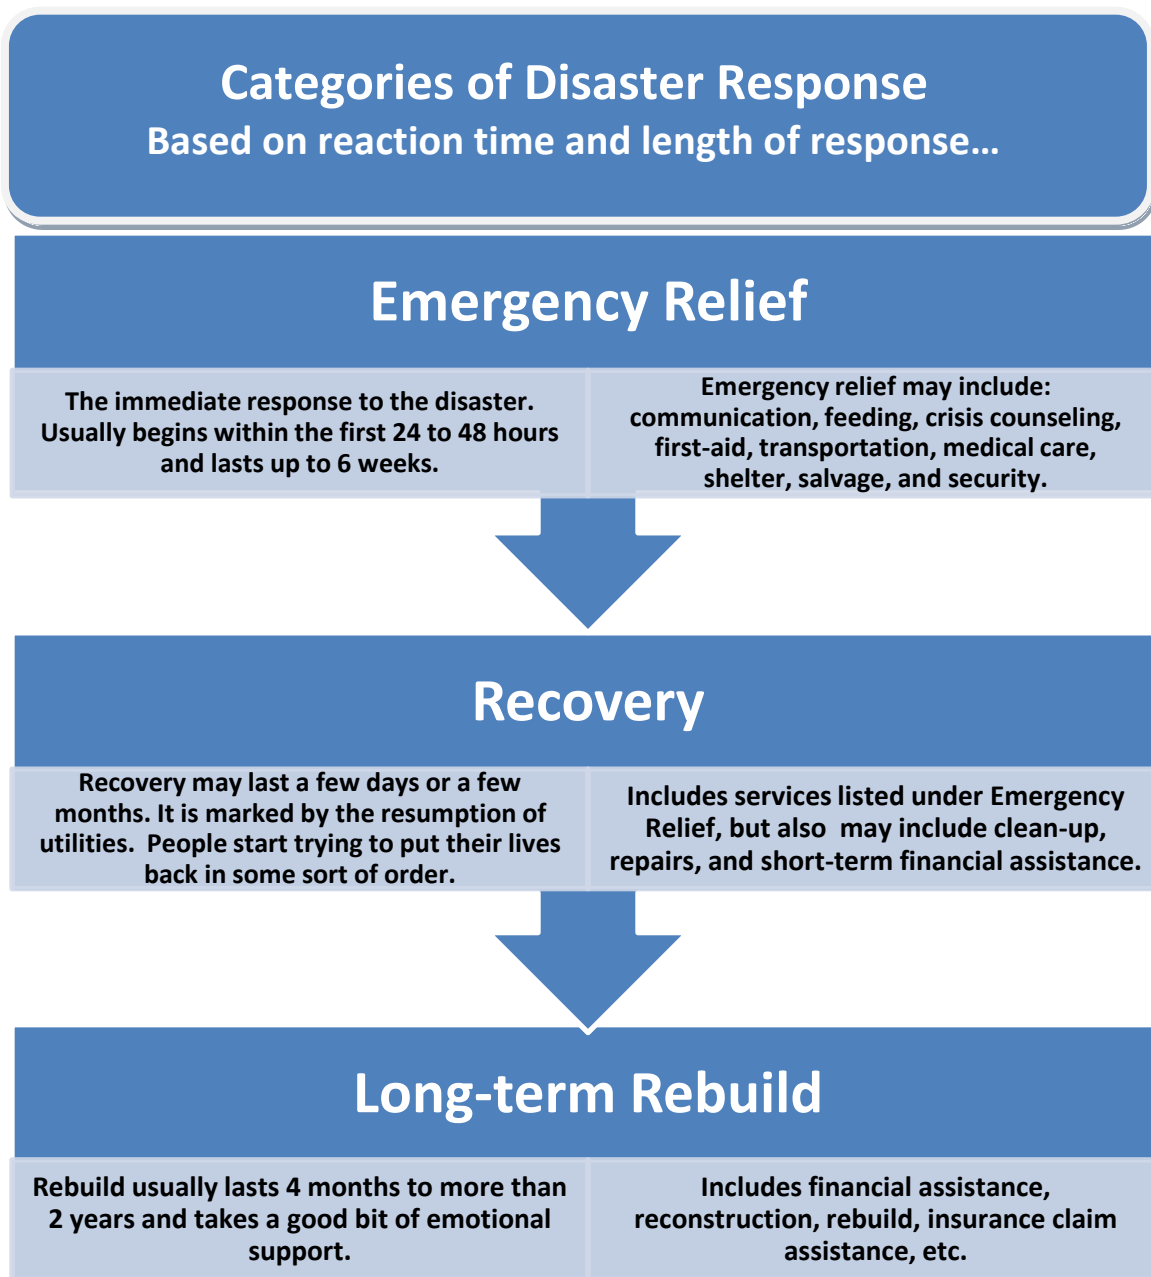 Categories of Disaster Response
Based on reaction time and length of response…
Emergency Relief
The immediate response to the disaster.
Usually begins within the first 24 to 48 hours
and lasts up to 6 weeks.
Emergency relief may include:
communication, feeding, crisis counseling,
first-aid, transportation, medical care,
shelter, salvage, and security.
Recovery
Recovery may last a few days or a few
months. It is marked by the resumption of
utilities.  People start trying to put their lives
back in some sort of order.
Includes services listed under Emergency
Relief, but also  may include clean-up,
repairs, and short-term financial assistance.
Long-term Rebuild
Rebuild usually lasts 4 months to more than
2 years and takes a good bit of emotional
support.
Includes financial assistance,
reconstruction, rebuild, insurance claim
assistance, etc.